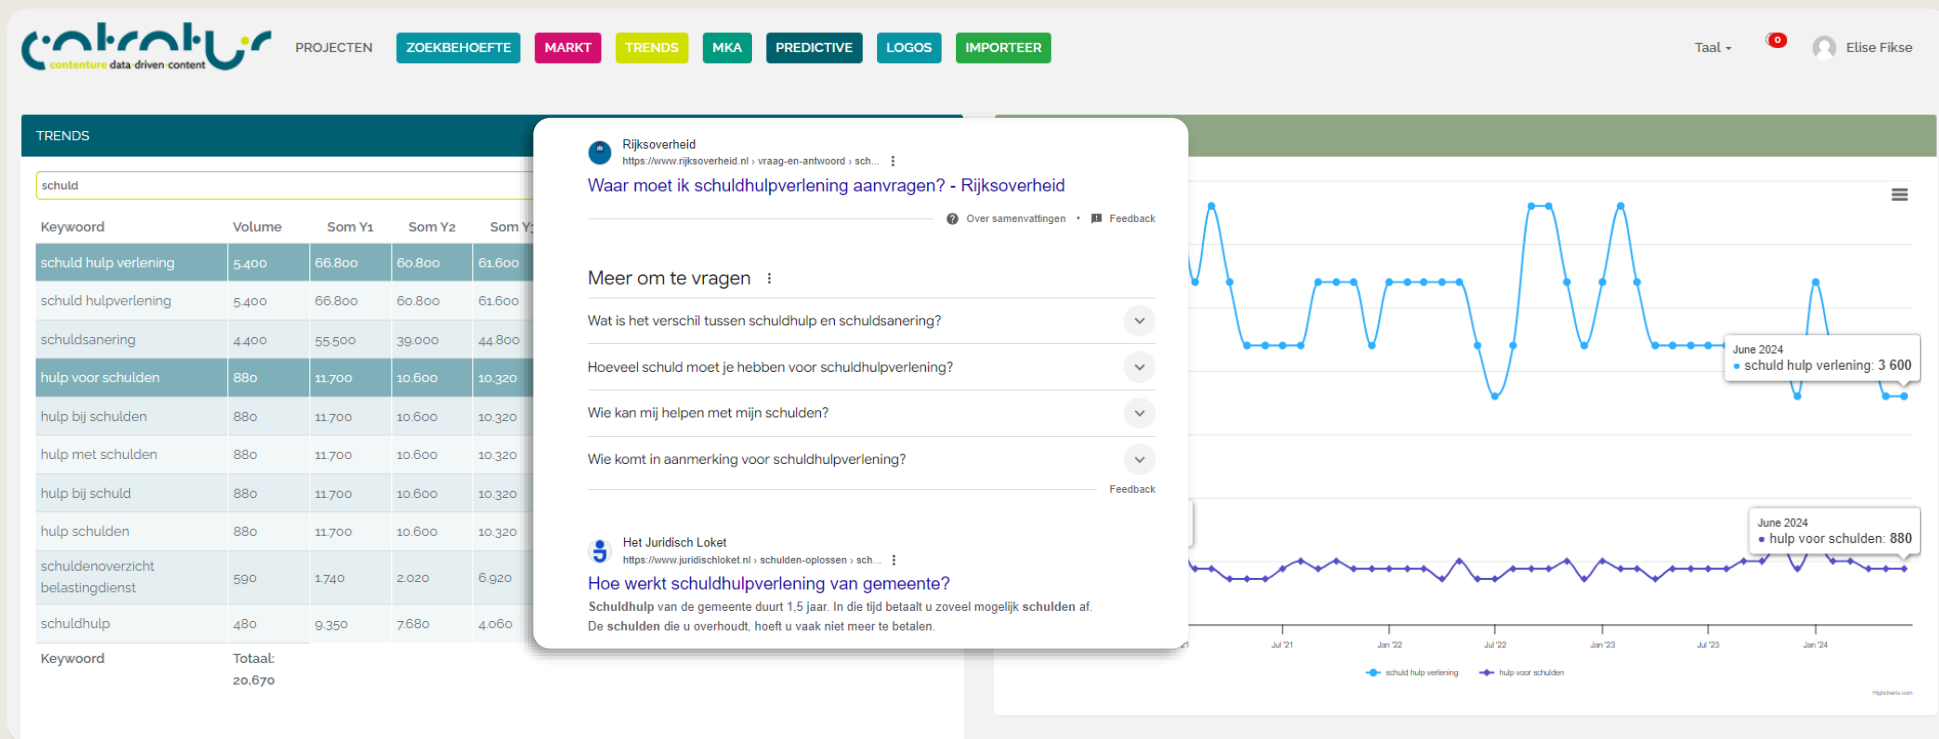 contenture data·driven·content
PROJECTEN
ZOEKBEHOEFTE
MARKT
TRENDS
MKA
PREDICTIVE
LOGOS
IMPORTEER
Taal
0
Elise Fikse
TRENDS
schuld
Keywoord Volume Som Y1 Som Y2 Som Y3
schuld hulp verlening 5.400 66.800 60.800 61.600
schuld hulpverlening 5.400 66.800 60.800 61.600
schuldsanering 4.400 55.500 39.000 44.800
hulp voor schulden 880 11.700 10.600 10.320
hulp bij schulden 880 11.700 10.600 10.320
hulp met schulden 880 11.700 10.600 10.320
hulp bij schuld 880 11.700 10.600 10.320
hulp schulden 880 11.700 10.600 10.320
schuldenoverzicht
belastingdienst 590 1.740 2.020 6.920
schuldhulp 480 9.350 7.680 4.060
Keywoord Totaal:
20.670
Rijksoverheid
https://www.rijksoverheid.nl › vraag-en-antwoord › sch...
Waar moet ik schuldhulpverlening aanvragen? - Rijksoverheid
Over samenvattingen • Feedback
Meer om te vragen
Wat is het verschil tussen schuldhulp en schuldsanering?
Hoeveel schuld moet je hebben voor schuldhulpverlening?
Wie kan mij helpen met mijn schulden?
Wie komt in aanmerking voor schuldhulpverlening?
Feedback
Het Juridisch Loket
https://www.juridischloket.nl › schulden-oplossen › sch...
Hoe werkt schuldhulpverlening van gemeente?
Schuldhulp van de gemeente duurt 1,5 jaar. In die tijd betaalt u zoveel mogelijk schulden af.
De schulden die u overhoudt, hoeft u vaak niet meer te betalen.
June 2024
schuld hulp verlening: 3 600
June 2024
hulp voor schulden: 880
Jul '21 Jan '22 Jul '22 Jan '23 Jul '23 Jan '24
schuld hulp verlening hulp voor schulden
Highcharts.com